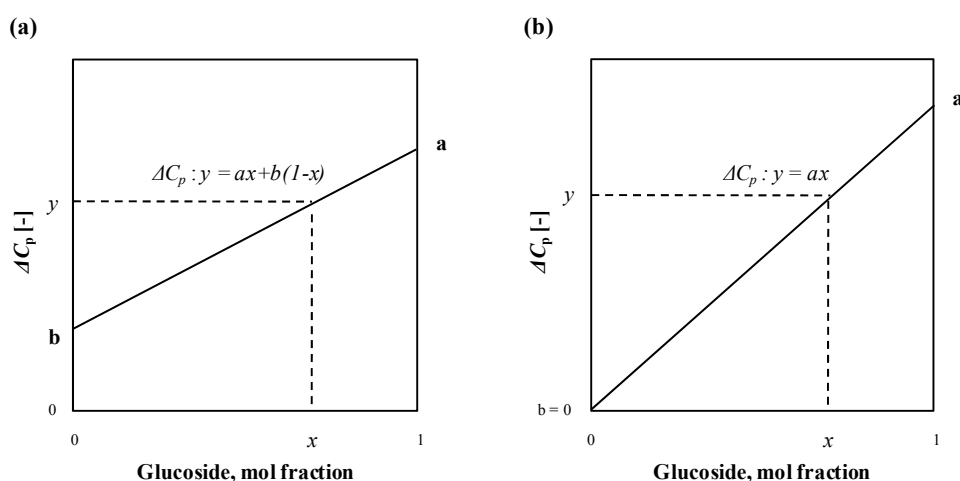 (a)
a
ΔCp : y = ax+b(1-x)
y
ΔCp [-]
b
0
0
x
1
Glucoside, mol fraction
(b)
a
ΔCp : y = ax
y
ΔCp [-]
b = 0
0
x
1
Glucoside, mol fraction